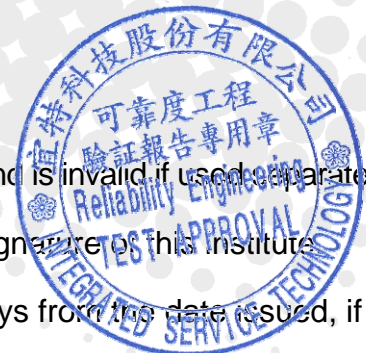 宜特科技股份有限公司
可靠度工程
驗証報告專用章
Reliability Engineering
TEST APPROVAL
INTEGRATED SERVICE TECHNOLOGY
nd is invalid if used separate
gnature of this institute
ys from the date issued, if